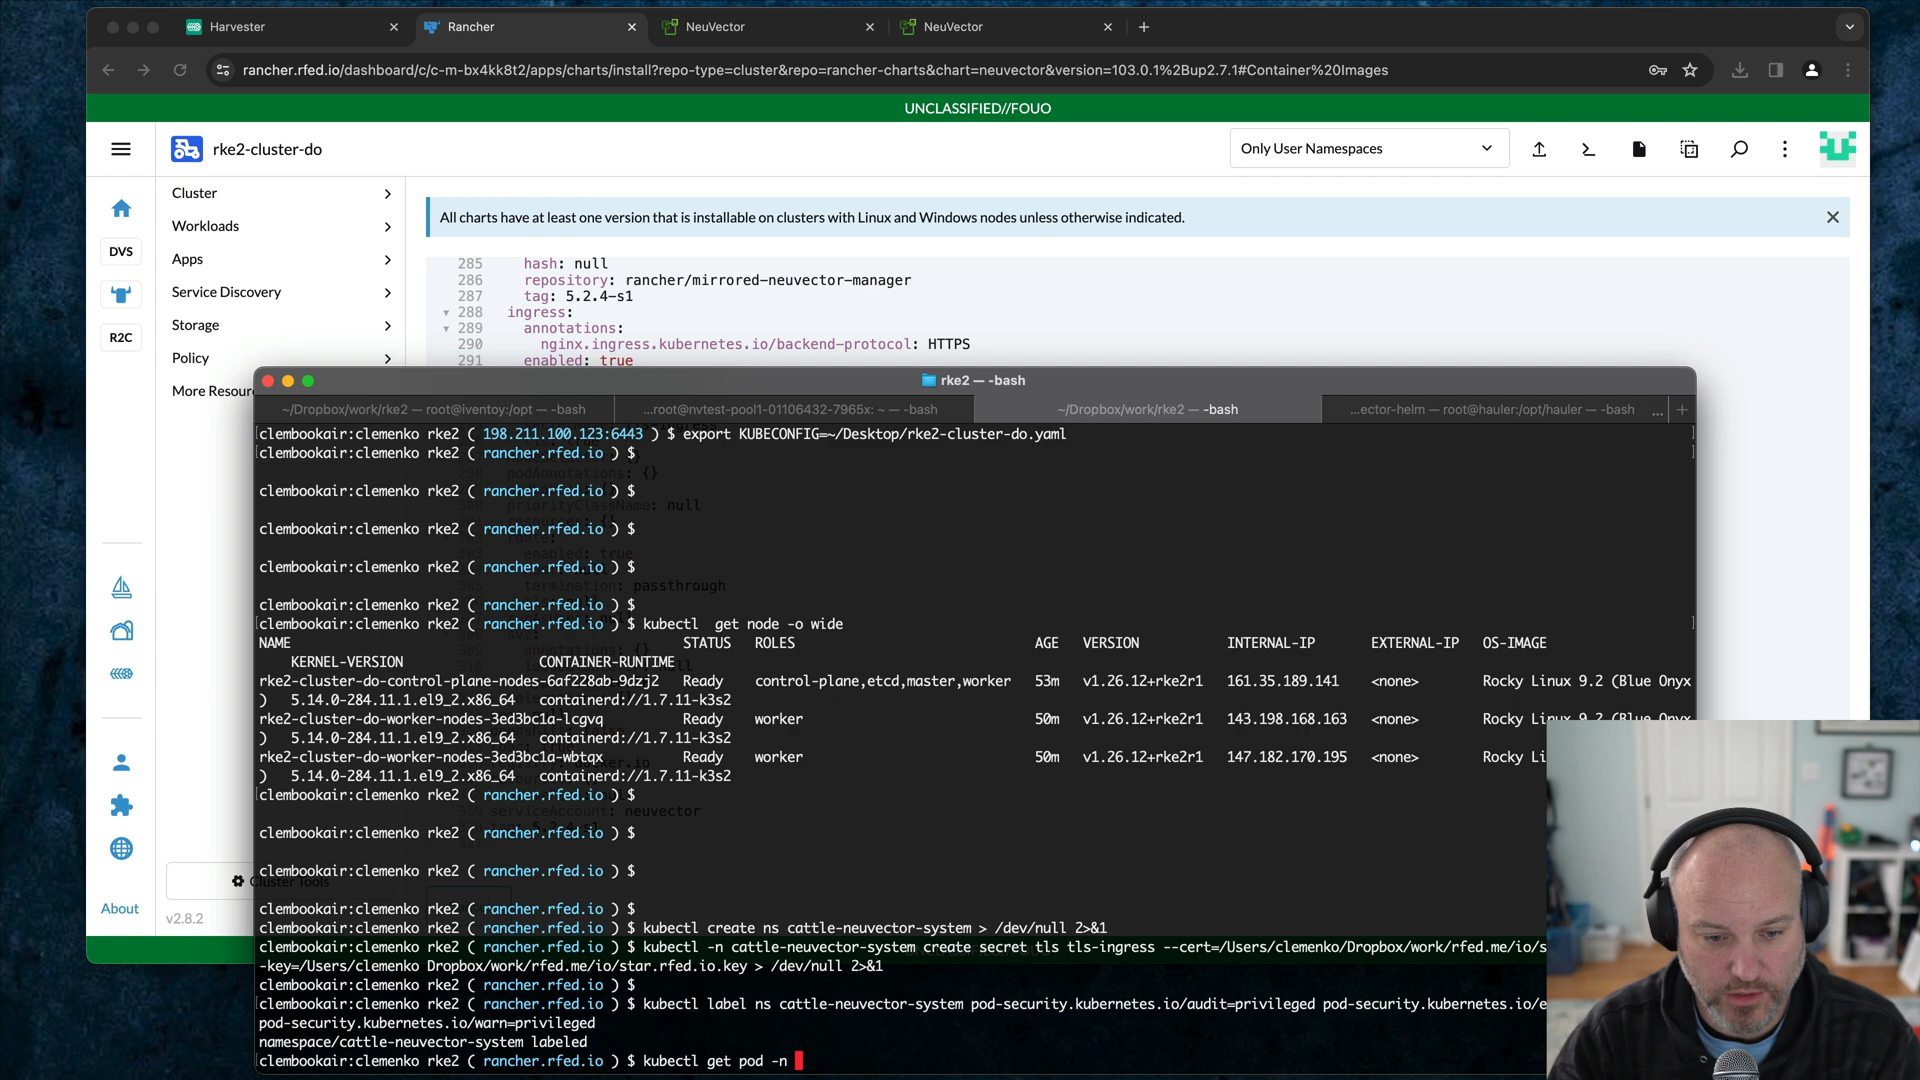 Harvester
Rancher
NeuVector
NeuVector
rancher.rfed.io/dashboard/c/c-m-bx4kk8t2/apps/charts/install?repo-type=cluster&repo=rancher-charts&chart=neuvector&version=103.0.1%2Bup2.7.1#Container%20Images
UNCLASSIFIED//FOUO
rke2-cluster-do
Only User Namespaces
DVS
R2C
About
Cluster
Workloads
Apps
Service Discovery
Storage
Policy
More Resour
Cluster Tools
v2.8.2
All charts have at least one version that is installable on clusters with Linux and Windows nodes unless otherwise indicated.
285 hash: null
286 repository: rancher/mirrored-neuvector-manager
287 tag: 5.2.4-s1
288 ingress:
289 annotations:
290 nginx.ingress.kubernetes.io/backend-protocol: HTTPS
291 enabled: true
rke2 — -bash
~/Dropbox/work/rke2 — root@iventoy:/opt — -bash
...root@nvtest-pool1-01106432-7965x: ~ — -bash
~/Dropbox/work/rke2 — -bash
...ector-helm — root@hauler:/opt/hauler — -bash
...
[clembookair:clemenko rke2 ( 198.211.100.123:6443 ) $ export KUBECONFIG=~/Desktop/rke2-cluster-do.yaml ]
[clembookair:clemenko rke2 ( rancher.rfed.io ) $ ]
podAnnotations: {}
clembookair:clemenko rke2 ( rancher.rfed.io ) $
priorityClassName: null
clembookair:clemenko rke2 ( rancher.rfed.io ) $
enabled: true
clembookair:clemenko rke2 ( rancher.rfed.io ) $
termination: passthrough
clembookair:clemenko rke2 ( rancher.rfed.io ) $
[clembookair:clemenko rke2 ( rancher.rfed.io ) $ kubectl  get node -o wide ]
NAME STATUS ROLES AGE VERSION INTERNAL-IP EXTERNAL-IP OS-IMAGE
KERNEL-VERSION CONTAINER-RUNTIME
rke2-cluster-do-control-plane-nodes-6af228ab-9dzj2 Ready control-plane,etcd,master,worker 53m v1.26.12+rke2r1 161.35.189.141 <none> Rocky Linux 9.2 (Blue Onyx
) 5.14.0-284.11.1.el9_2.x86_64 containerd://1.7.11-k3s2
rke2-cluster-do-worker-nodes-3ed3bc1a-lcgvq Ready worker 50m v1.26.12+rke2r1 143.198.168.163 <none> Rocky Linux 9.2 (Blue Onyx
) 5.14.0-284.11.1.el9_2.x86_64 containerd://1.7.11-k3s2
rke2-cluster-do-worker-nodes-3ed3bc1a-wbtqx Ready worker 50m v1.26.12+rke2r1 147.182.170.195 <none> Rocky Li
) 5.14.0-284.11.1.el9_2.x86_64 containerd://1.7.11-k3s2
[clembookair:clemenko rke2 ( rancher.rfed.io ) $
serviceAccount: neuvector
clembookair:clemenko rke2 ( rancher.rfed.io ) $
clembookair:clemenko rke2 ( rancher.rfed.io ) $
clembookair:clemenko rke2 ( rancher.rfed.io ) $
[clembookair:clemenko rke2 ( rancher.rfed.io ) $ kubectl create ns cattle-neuvector-system > /dev/null 2>&1
[clembookair:clemenko rke2 ( rancher.rfed.io ) $ kubectl -n cattle-neuvector-system create secret tls tls-ingress --cert=/Users/clemenko/Dropbox/work/rfed.me/io/s
-key=/Users/clemenko Dropbox/work/rfed.me/io/star.rfed.io.key > /dev/null 2>&1
[clembookair:clemenko rke2 ( rancher.rfed.io ) $
[clembookair:clemenko rke2 ( rancher.rfed.io ) $ kubectl label ns cattle-neuvector-system pod-security.kubernetes.io/audit=privileged pod-security.kubernetes.io/e
pod-security.kubernetes.io/warn=privileged
namespace/cattle-neuvector-system labeled
[clembookair:clemenko rke2 ( rancher.rfed.io ) $ kubectl get pod -n